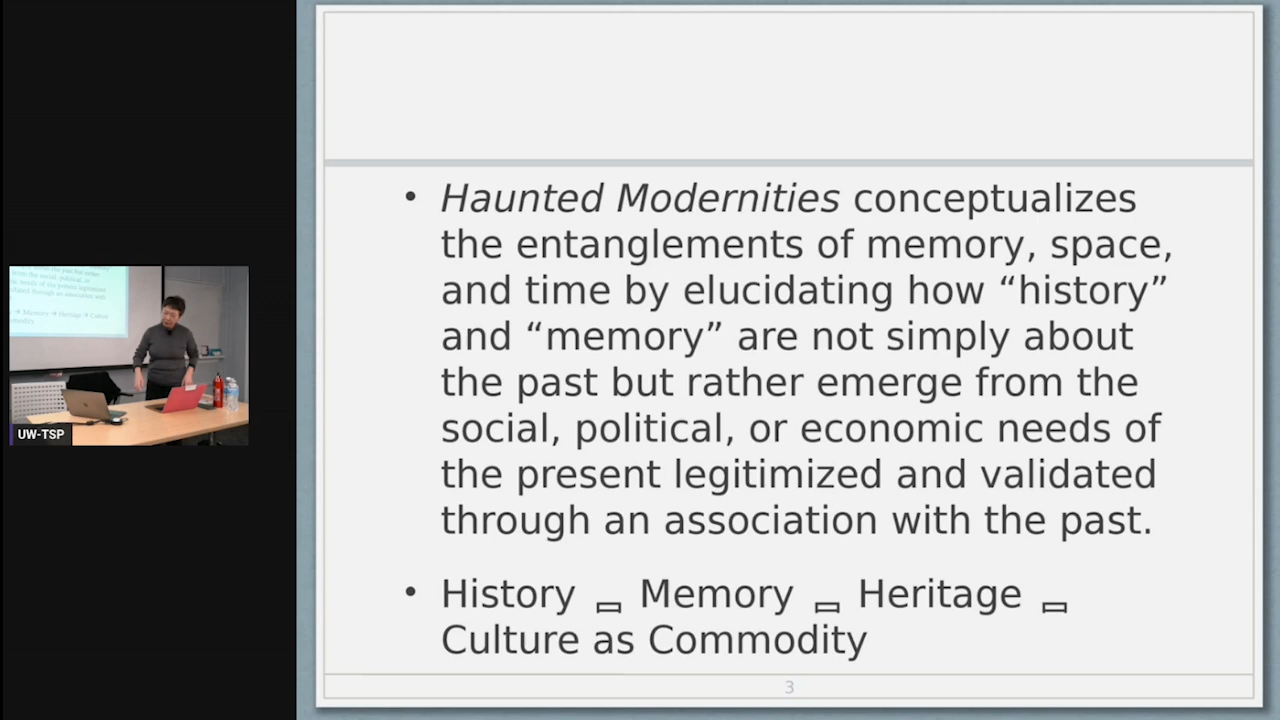 • Haunted Modernities conceptualizes
the entanglements of memory, space,
and time by elucidating how “history”
and “memory” are not simply about
the past but rather emerge from the
social, political, or economic needs of
the present legitimized and validated
through an association with the past.
• History ▭ Memory ▭ Heritage ▭
Culture as Commodity
3
UW-TSP